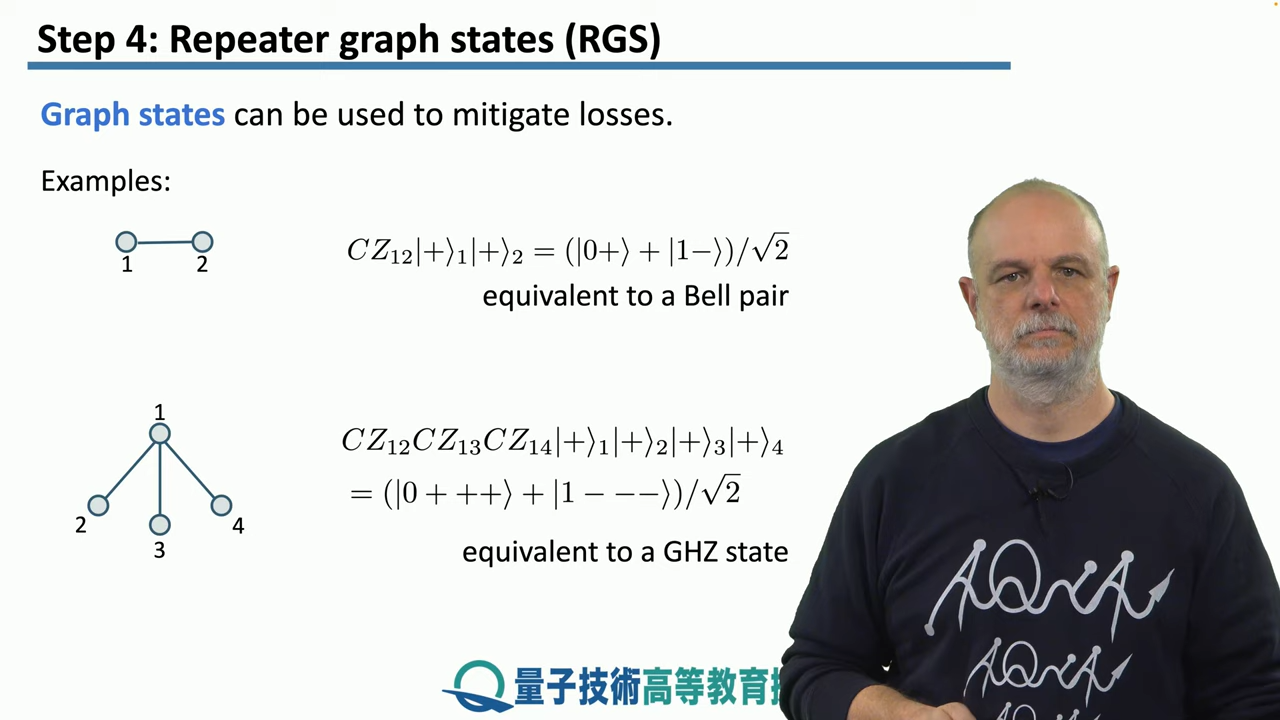 Step 4: Repeater graph states (RGS)
Graph states can be used to mitigate losses.
Examples:
1 2
CZ₁₂|+⟩₁|+⟩₂ = (|0+⟩ + |1−⟩)/√2
equivalent to a Bell pair
1
2 3 4
CZ₁₂CZ₁₃CZ₁₄|+⟩₁|+⟩₂|+⟩₃|+⟩₄
= (|0 + ++⟩ + |1 − −−⟩)/√2
equivalent to a GHZ state
量子技術高等教育